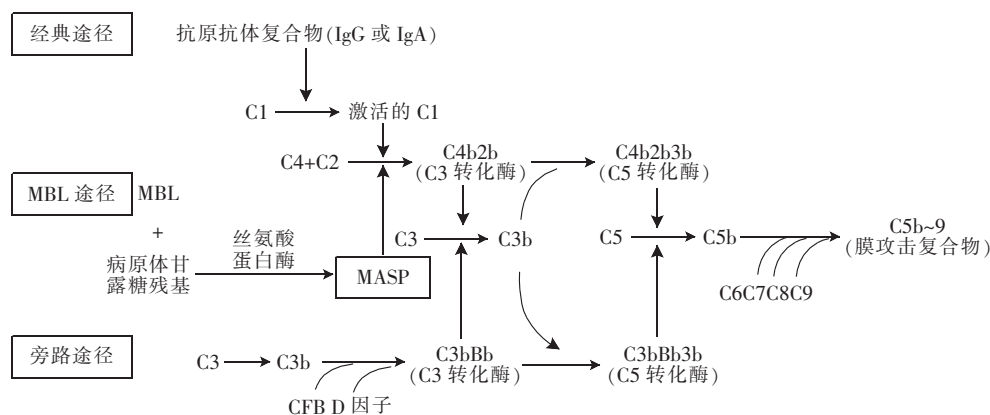 经典途径
抗原抗体复合物(IgG 或 IgA)
C1
激活的 C1
C4+C2
C4b2b
(C3 转化酶)
C4b2b3b
(C5 转化酶)
MBL 途径
MBL
+
病原体甘
露糖残基
丝氨酸
蛋白酶
MASP
C3
C3b
C5
C5b
C5b~9
(膜攻击复合物)
C6C7C8C9
旁路途径
C3
C3b
C3bBb
(C3 转化酶)
C3bBb3b
(C5 转化酶)
CFB D 因子